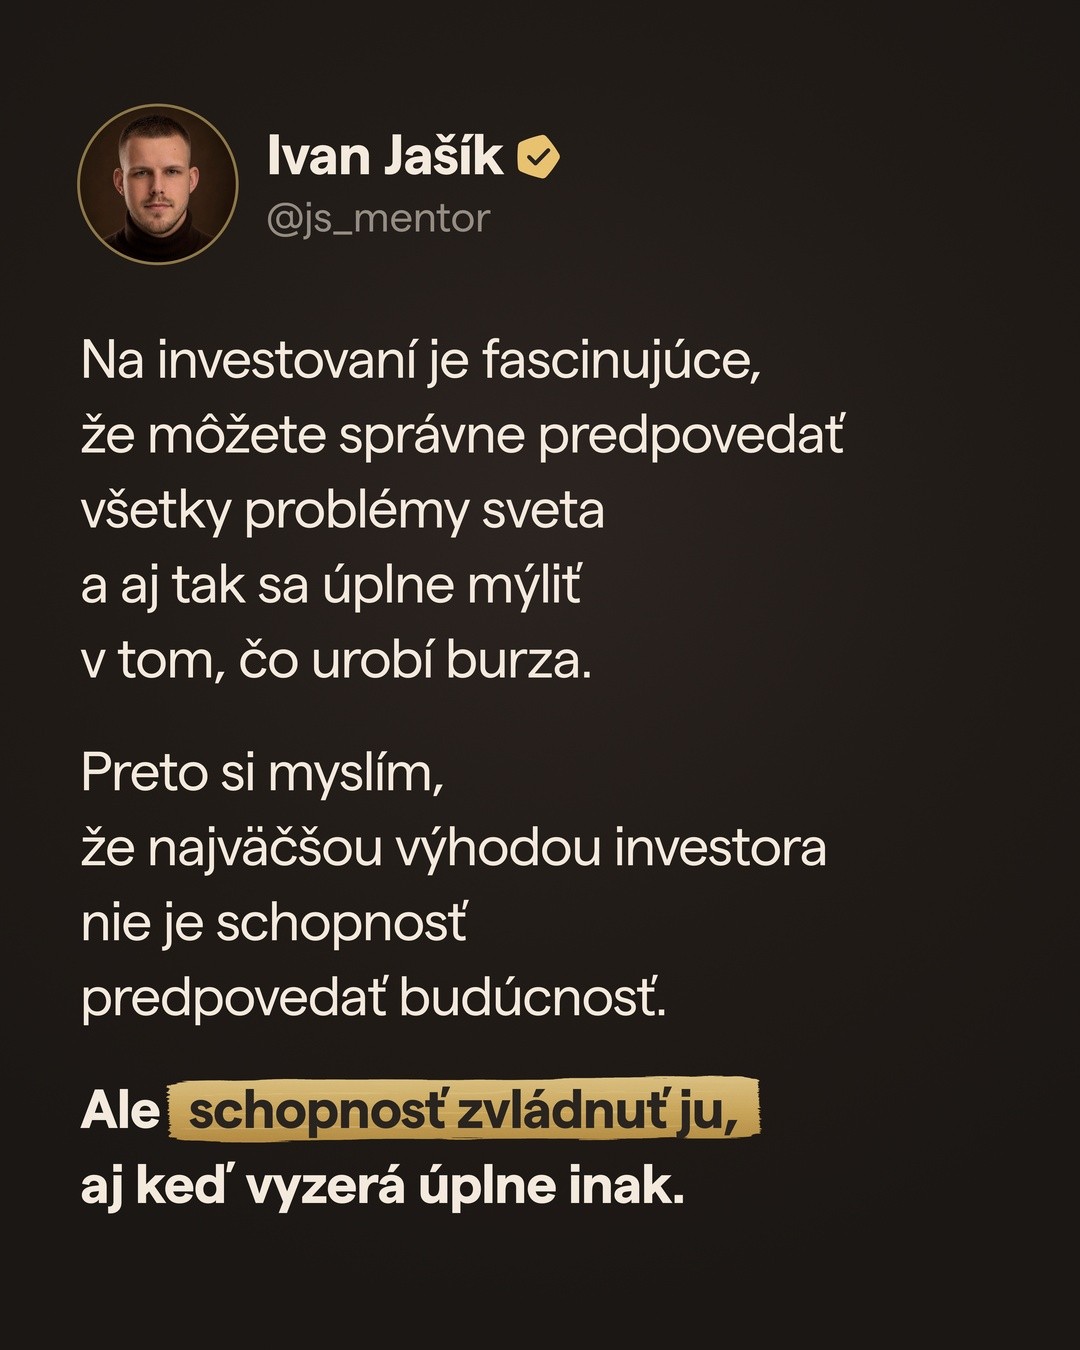 Ivan Jašík
@js_mentor
Na investovaní je fascinujúce,
že môžete správne predpovedať
všetky problémy sveta
a aj tak sa úplne mýliť
v tom, čo urobí burza.
Preto si myslím,
že najväčšou výhodou investora
nie je schopnosť
predpovedať budúcnosť.
Ale schopnosť zvládnuť ju,
aj keď vyzerá úplne inak.